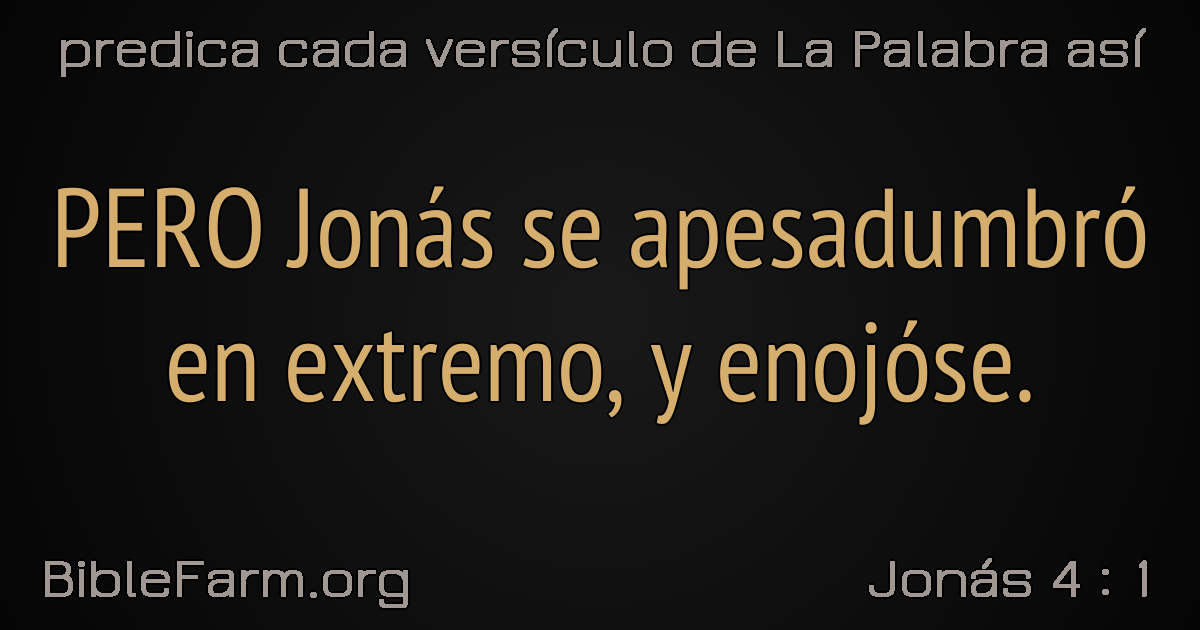 predica cada versículo de La Palabra así
PERO Jonás se apesadumbró
en extremo, y enojóse.
BibleFarm.org
Jonás 4 : 1